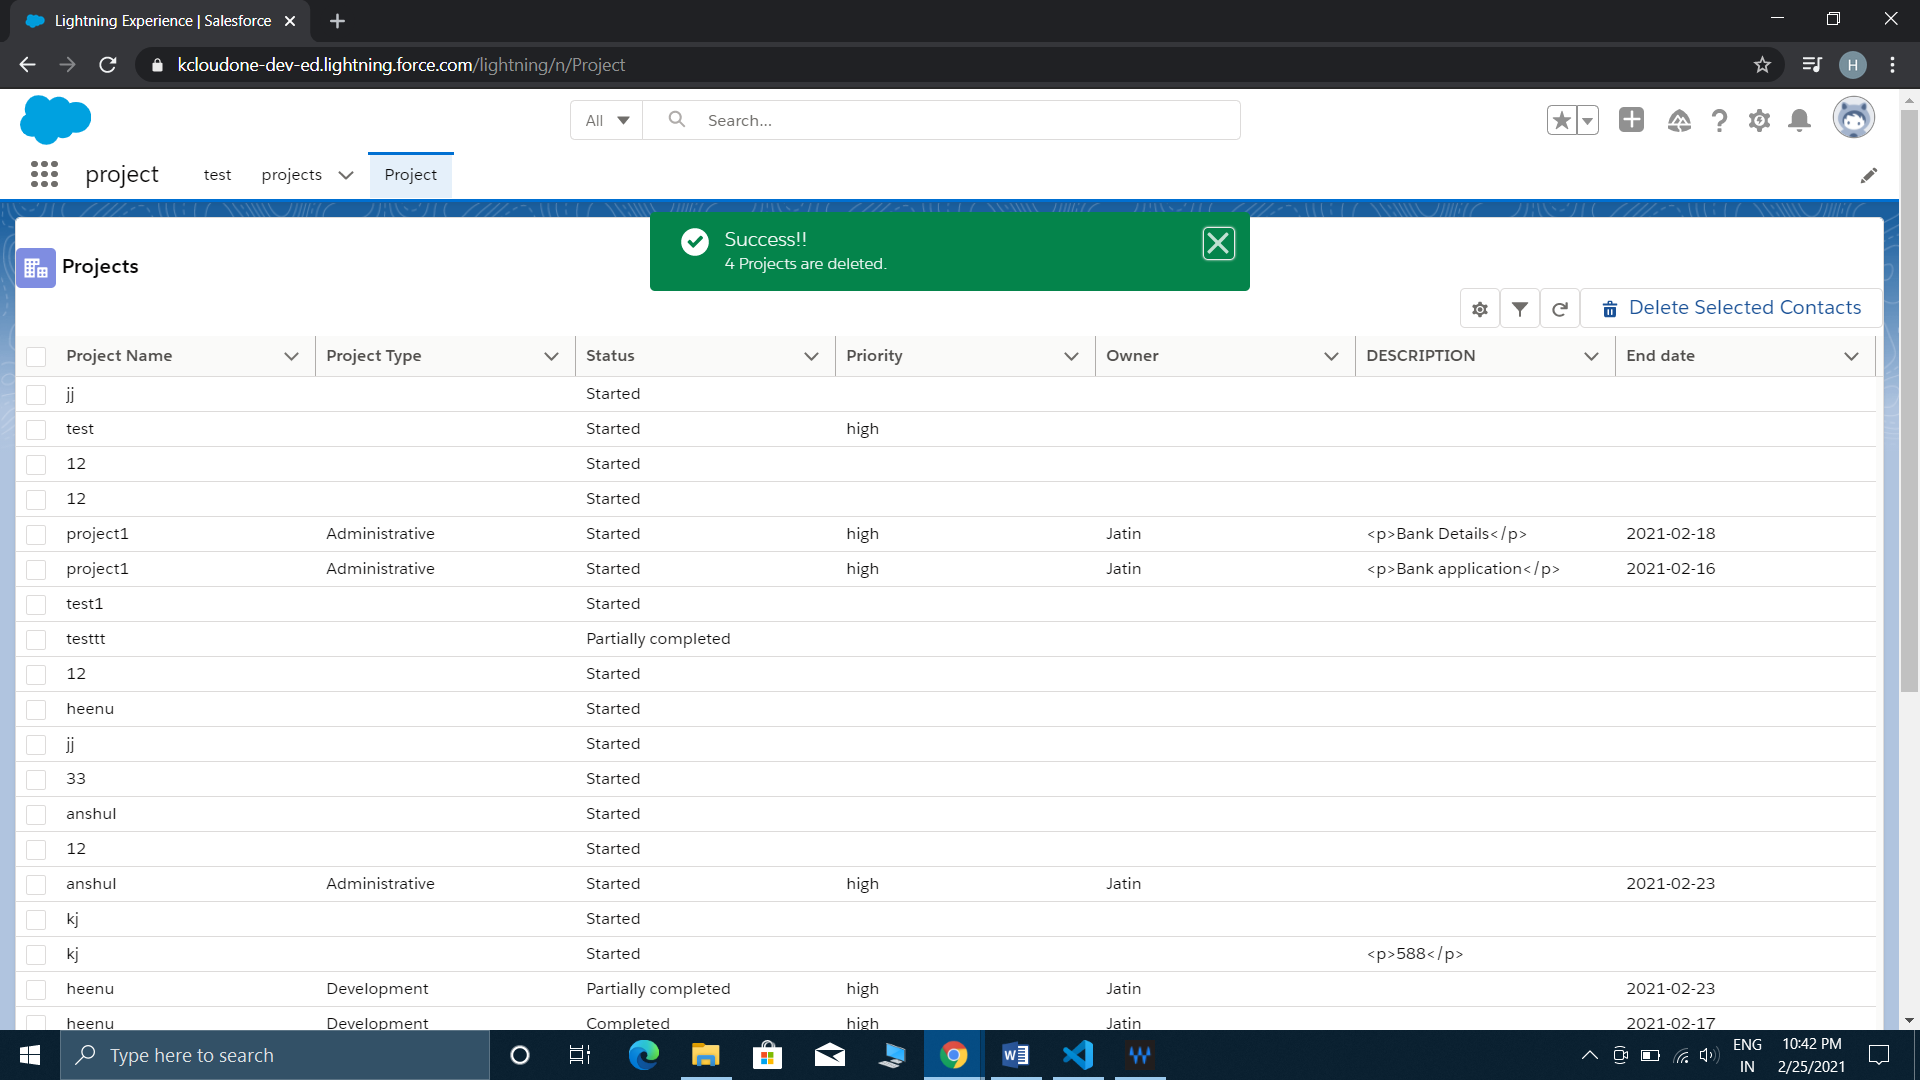 Lightning Experience | Salesforce
kcloudone-dev-ed.lightning.force.com/lightning/n/Project
H
All
Search...
project test projects Project
Success!!
4 Projects are deleted.
Projects
Delete Selected Contacts
Project Name Project Type Status Priority Owner DESCRIPTION End date
jj Started
test Started high
12 Started
12 Started
project1 Administrative Started high Jatin <p>Bank Details</p> 2021-02-18
project1 Administrative Started high Jatin <p>Bank application</p> 2021-02-16
test1 Started
testtt Partially completed
12 Started
heenu Started
jj Started
33 Started
anshul Started
12 Started
anshul Administrative Started high Jatin 2021-02-23
kj Started
kj Started <p>588</p>
heenu Development Partially completed high Jatin 2021-02-23
heenu Development Completed high Jatin 2021-02-17
Type here to search
ENG
IN
10:42 PM
2/25/2021